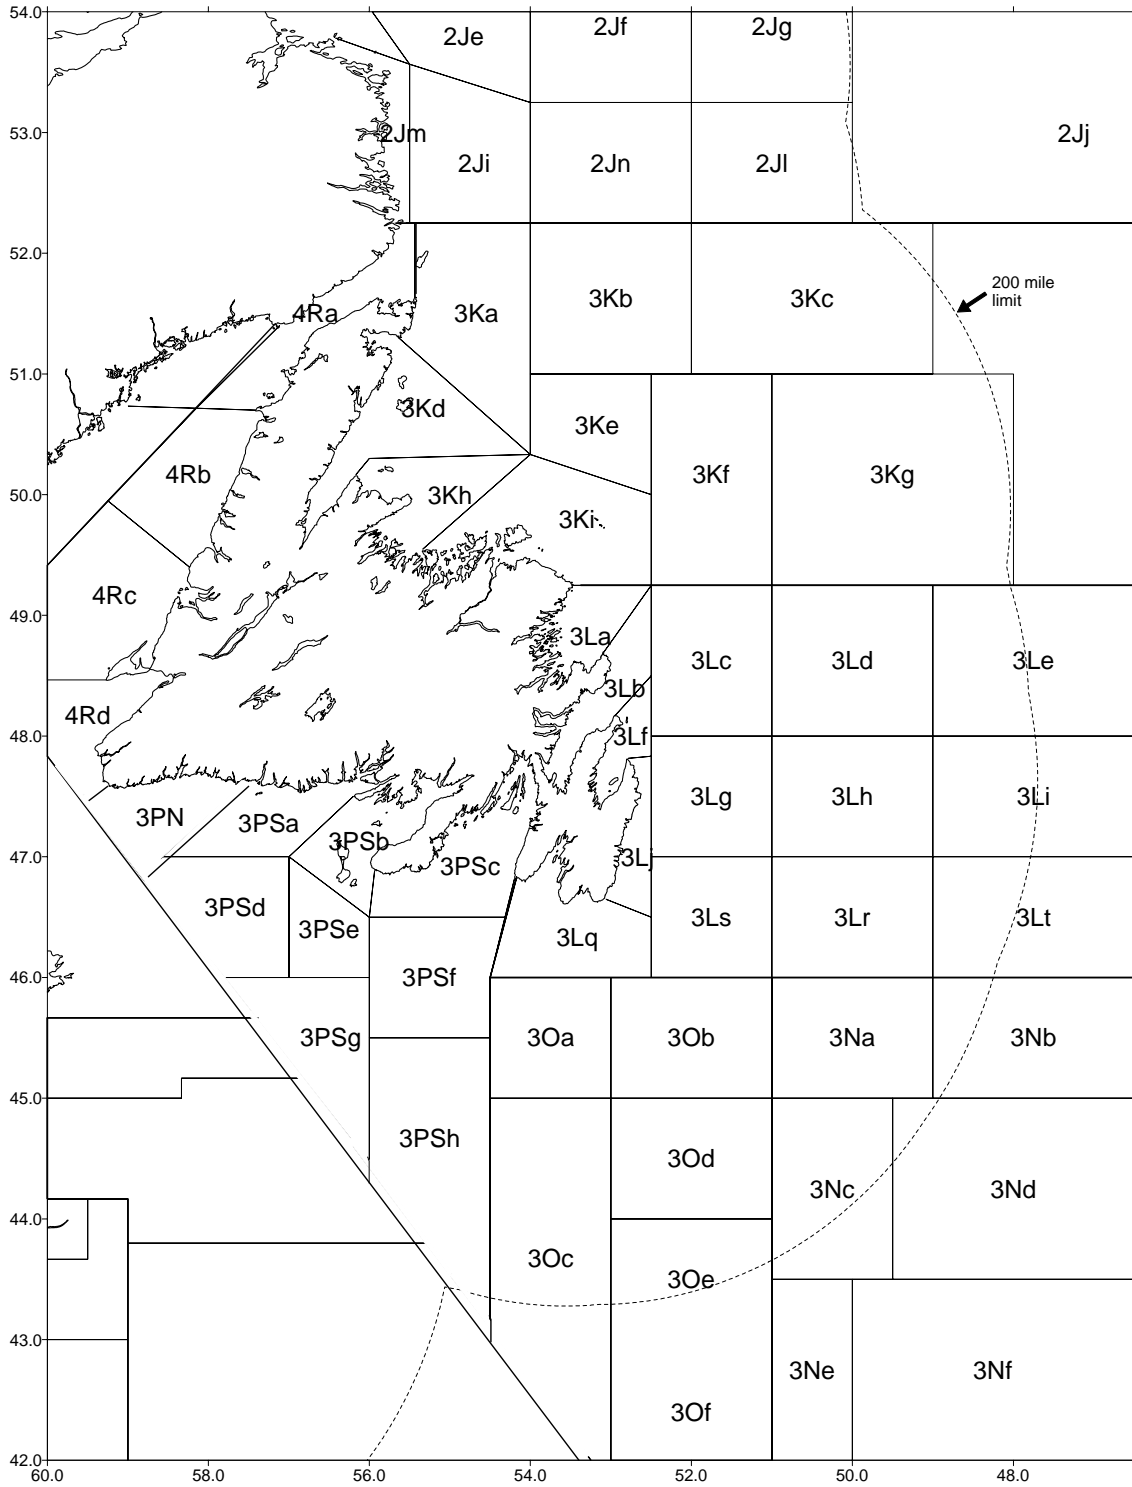 54.0
2Je
2Jf
2Jg
53.0
2Jm
2Ji
2Jn
2Jl
2Jj
52.0
200 mile
limit
4Ra
3Ka
3Kb
3Kc
51.0
3Kd
3Ke
4Rb
3Kh
3Kf
3Kg
50.0
3Ki
4Rc
49.0
3La
3Lb
3Lc
3Ld
3Le
4Rd
3Lf
48.0
3PN
3PSa
3Lg
3Lh
3Li
3PSb
3PSc
3Lj
47.0
3PSd
3PSe
3Lq
3Ls
3Lr
3Lt
46.0
3PSf
3PSg
3Oa
3Ob
3Na
3Nb
45.0
3PSh
3Od
3Nc
3Nd
44.0
3Oc
3Oe
43.0
3Ne
3Nf
3Of
42.0
60.0 58.0 56.0 54.0 52.0 50.0 48.0